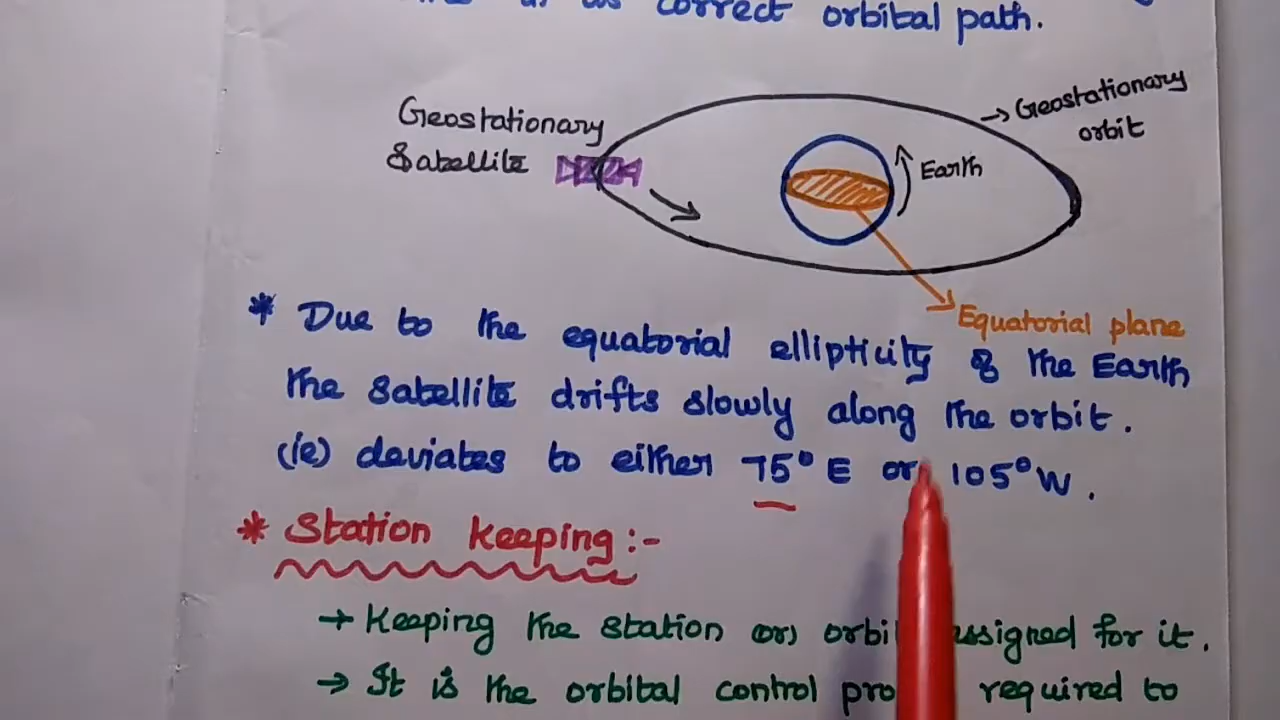 correct orbital path.
Geostationary
Satellite
→ Geostationary
orbit
Earth
Equatorial plane
* Due to the equatorial ellipticity of the Earth
the satellite drifts slowly along the orbit.
(ie) deviates to either 75° E or 105° W.
* Station keeping :-
→ Keeping the station (or) assigned for it.
→ It is the orbital control required to